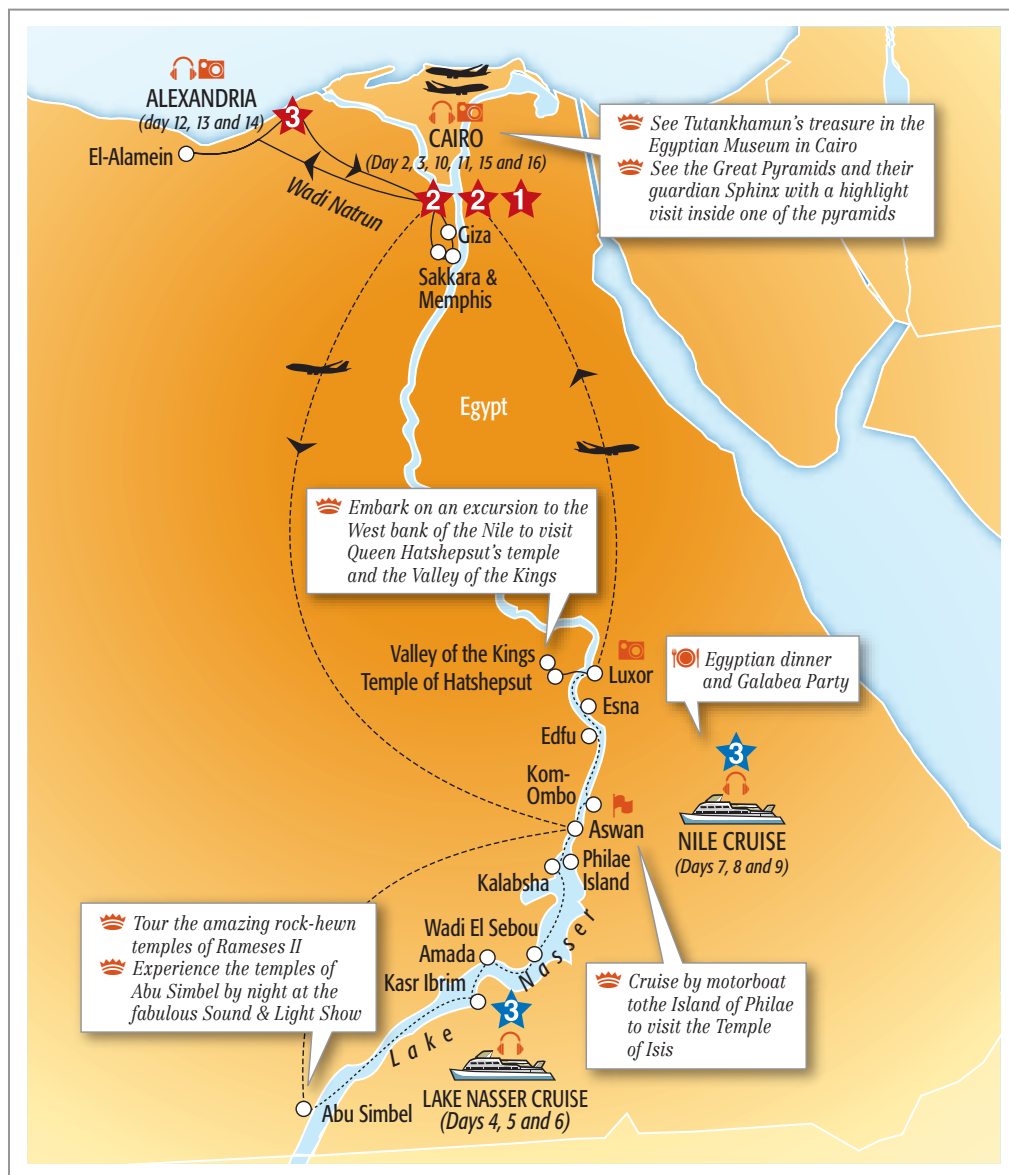 ALEXANDRIA
(day 12, 13 and 14)
3
El-Alamein
Wadi Natrun
CAIRO
(Day 2, 3, 10, 11, 15 and 16)
2
2
1
Giza
Sakkara &
Memphis
See Tutankhamun's treasure in the
Egyptian Museum in Cairo
See the Great Pyramids and their
guardian Sphinx with a highlight
visit inside one of the pyramids
Egypt
Embark on an excursion to the
West bank of the Nile to visit
Queen Hatshepsut's temple
and the Valley of the Kings
Valley of the Kings
Temple of Hatshepsut
Luxor
Esna
Edfu
Kom-
Ombo
Aswan
Philae
Island
Kalabsha
Egyptian dinner
and Galabea Party
3
NILE CRUISE
(Days 7, 8 and 9)
Wadi El Sebou
Amada
Kasr Ibrim
Lake Nasser
Tour the amazing rock-hewn
temples of Rameses II
Experience the temples of
Abu Simbel by night at the
fabulous Sound & Light Show
Cruise by motorboat
tothe Island of Philae
to visit the Temple
of Isis
3
LAKE NASSER CRUISE
(Days 4, 5 and 6)
Abu Simbel